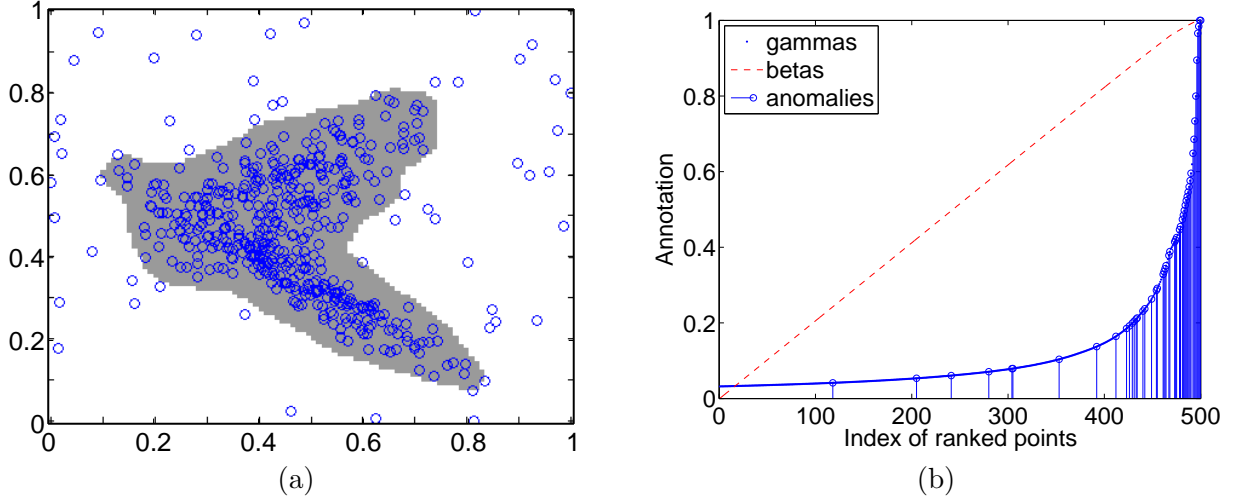 1
0.8
0.6
0.4
0.2
0
0 0.2 0.4 0.6 0.8 1
(a)
1
0.8
0.6
0.4
0.2
0
Annotation
gammas
betas
anomalies
0 100 200 300 400 500
Index of ranked points
(b)